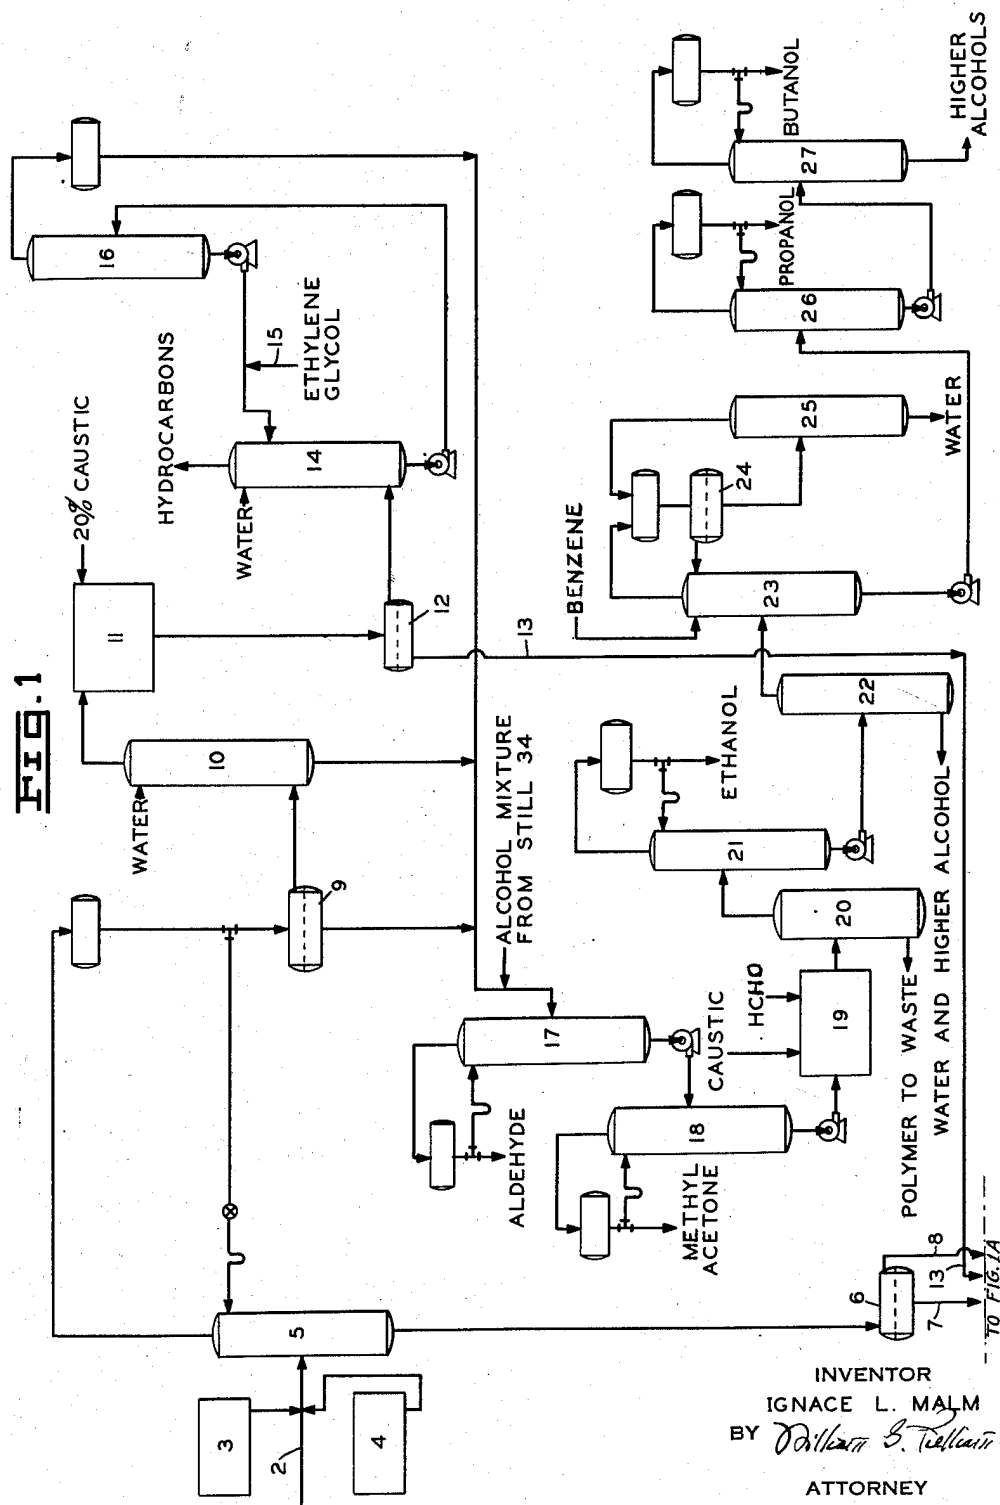 FIG.1
20% CAUSTIC
HYDROCARBONS
WATER
ETHYLENE
GLYCOL
15
16
14
12
11
10
WATER
9
13
ALCOHOL MIXTURE
FROM STILL 34
5
3
2
4
17
ALDEHYDE
18
METHYL
ACETONE
CAUSTIC
HCHO
19
20
POLYMER TO WASTE
21
ETHANOL
22
WATER AND HIGHER ALCOHOL
BENZENE
23
24
25
WATER
26
PROPANOL
27
BUTANOL
HIGHER
ALCOHOLS
6
7
8
13
TO FIG. 1A
INVENTOR
IGNACE L. MALM
BY
ATTORNEY